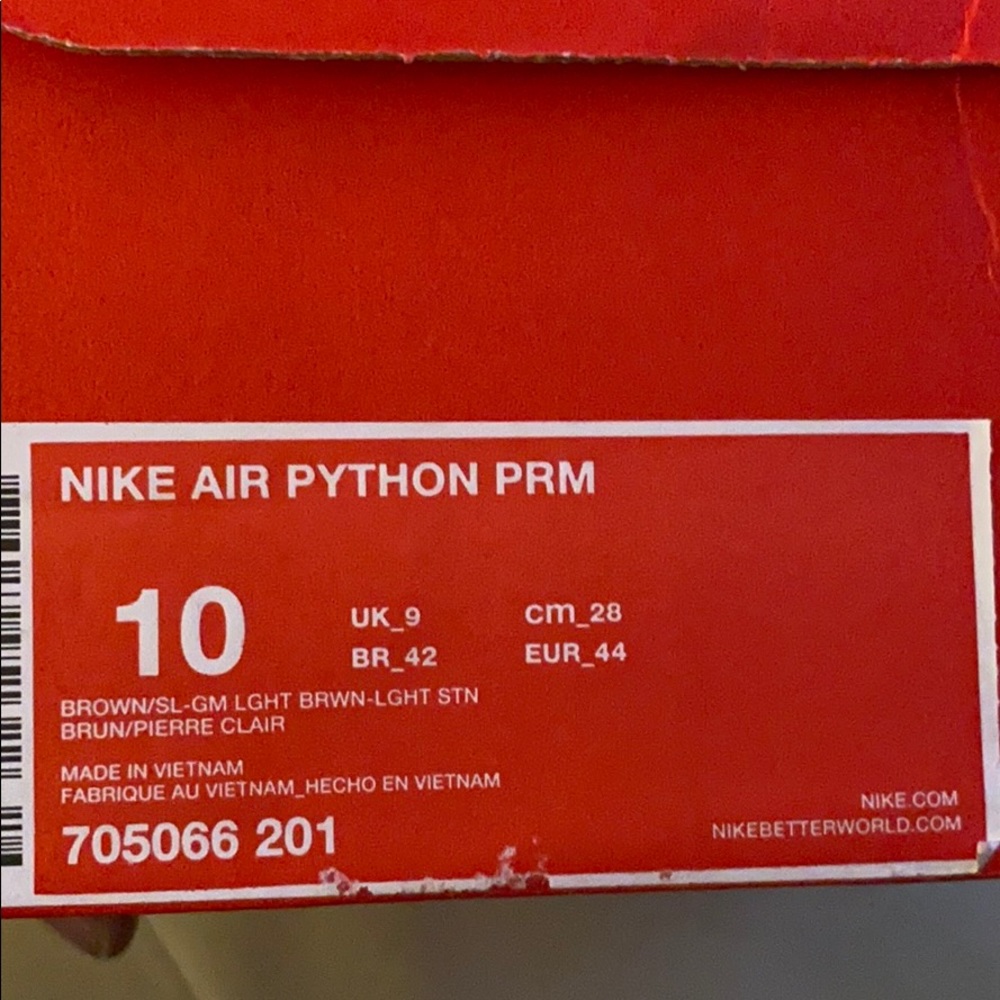 NIKE AIR PYTHON PRM
10
UK_9 cm_28
BR_42 EUR_44
BROWN/SL-GM LGHT BRWN-LGHT STN
BRUN/PIERRE CLAIR
MADE IN VIETNAM
FABRIQUE AU VIETNAM_HECHO EN VIETNAM
705066 201
NIKE.COM
NIKEBETTERWORLD.COM